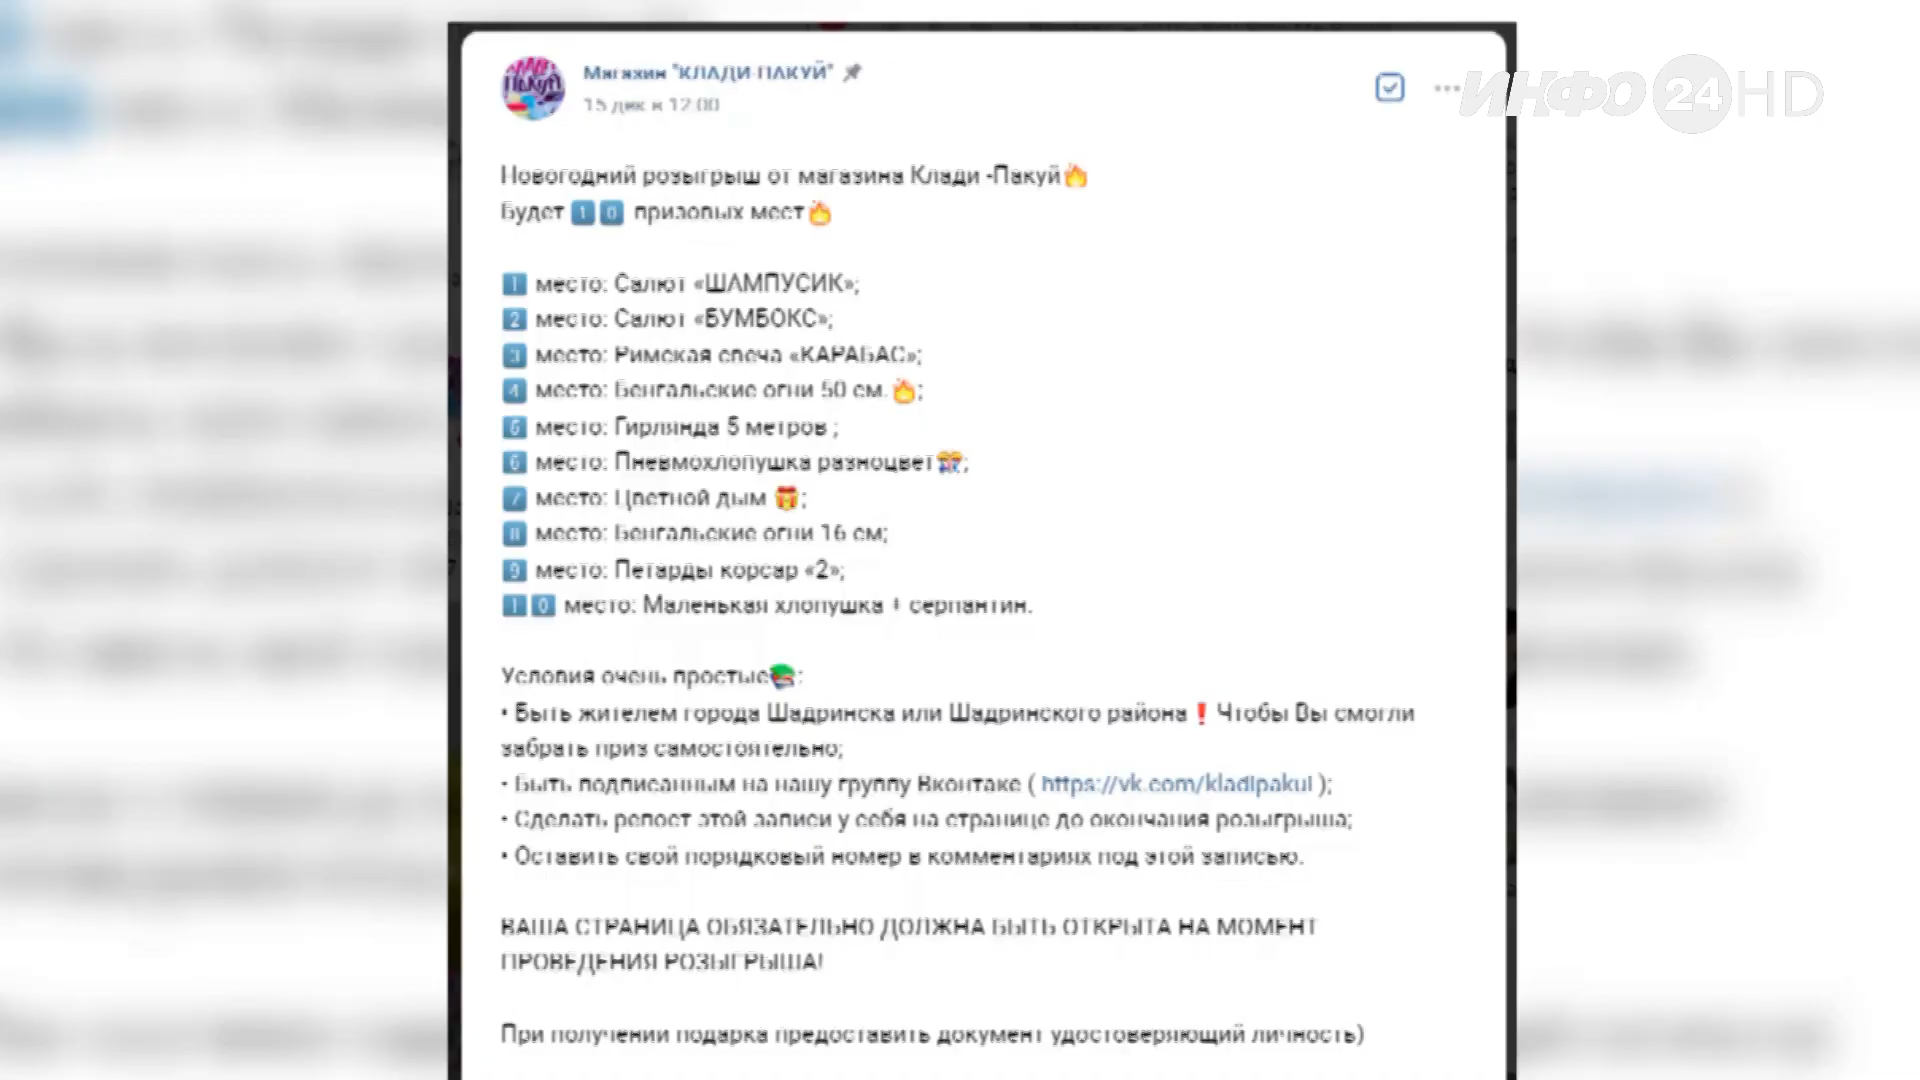 Магазин "КЛАДИ-ПАКУЙ"
15 дек в 12:00
ИНФО 24 HD
Новогодний розыгрыш от магазина Клади -Пакуй🔥
Будет 1️⃣0️⃣ призовых мест🔥
1️⃣ место: Салют «ШАМПУСИК»;
2️⃣ место: Салют «БУМБОКС»;
3️⃣ место: Римская свеча «КАРАБАС»;
4️⃣ место: Бенгальские огни 50 см.🔥;
5️⃣ место: Гирлянда 5 метров ;
6️⃣ место: Пневмохлопушка разноцвет🎊;
7️⃣ место: Цветной дым 🎁;
8️⃣ место: Бенгальские огни 16 см;
9️⃣ место: Петарды корсар «2»;
1️⃣0️⃣ место: Маленькая хлопушка + серпантин.
Условия очень простые📚:
• Быть жителем города Шадринска или Шадринского района❗Чтобы Вы смогли
забрать приз самостоятельно;
• Быть подписанным на нашу группу Вконтаке ( https://vk.com/kladipakui );
• Сделать репост этой записи у себя на странице до окончания розыгрыша;
• Оставить свой порядковый номер в комментариях под этой записью.
ВАША СТРАНИЦА ОБЯЗАТЕЛЬНО ДОЛЖНА БЫТЬ ОТКРЫТА НА МОМЕНТ
ПРОВЕДЕНИЯ РОЗЫГРЫША!
При получении подарка предоставить документ удостоверяющий личность)